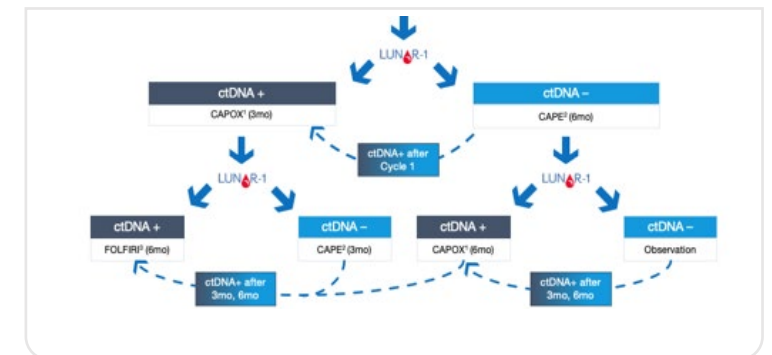 LUNAR-1
ctDNA +
CAPOX¹ (3mo)
ctDNA –
CAPE² (6mo)
ctDNA+ after
Cycle 1
LUNAR-1
LUNAR-1
ctDNA +
FOLFIRI³ (6mo)
ctDNA –
CAPE² (3mo)
ctDNA +
CAPOX¹ (6mo)
ctDNA –
Observation
ctDNA+ after
3mo, 6mo
ctDNA+ after
3mo, 6mo